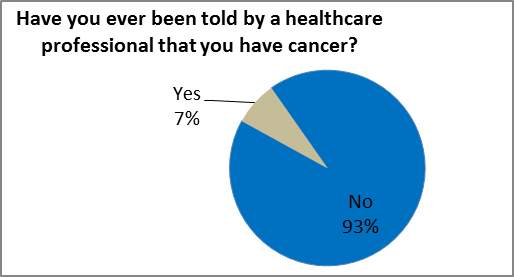 Have you ever been told by a healthcare
professional that you have cancer?
Yes
7%
No
93%